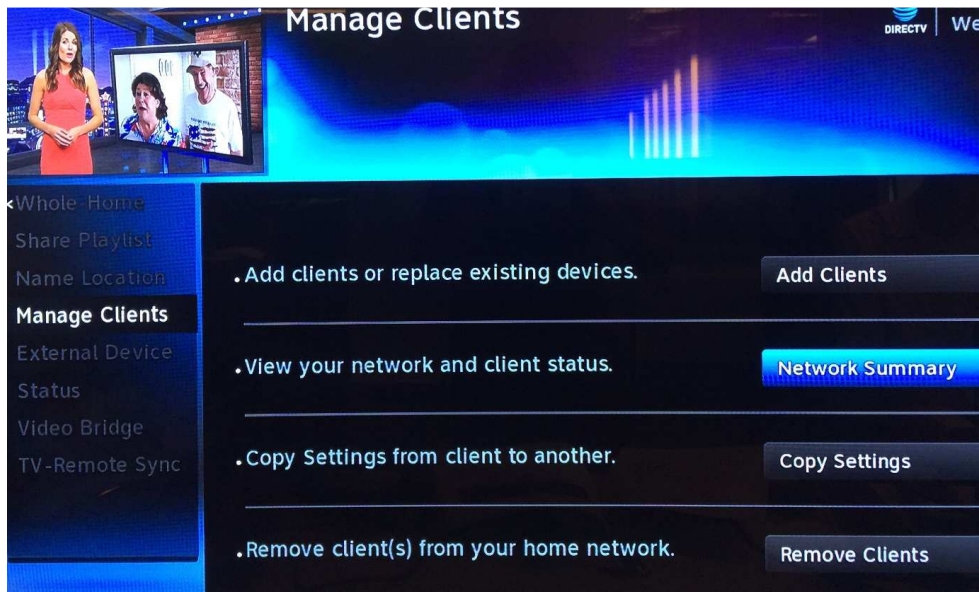 Manage Clients
DIRECTV
We
Whole-Home
Share Playlist
Name Location
Manage Clients
External Device
Status
Video Bridge
TV-Remote Sync
Add clients or replace existing devices.
Add Clients
View your network and client status.
Network Summary
Copy Settings from client to another.
Copy Settings
Remove client(s) from your home network.
Remove Clients